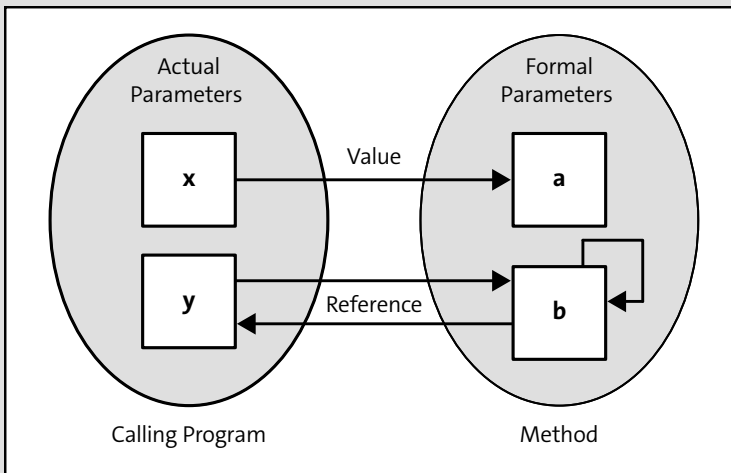 Actual
Parameters
Formal
Parameters
x
Value
a
y
Reference
b
Calling Program
Method